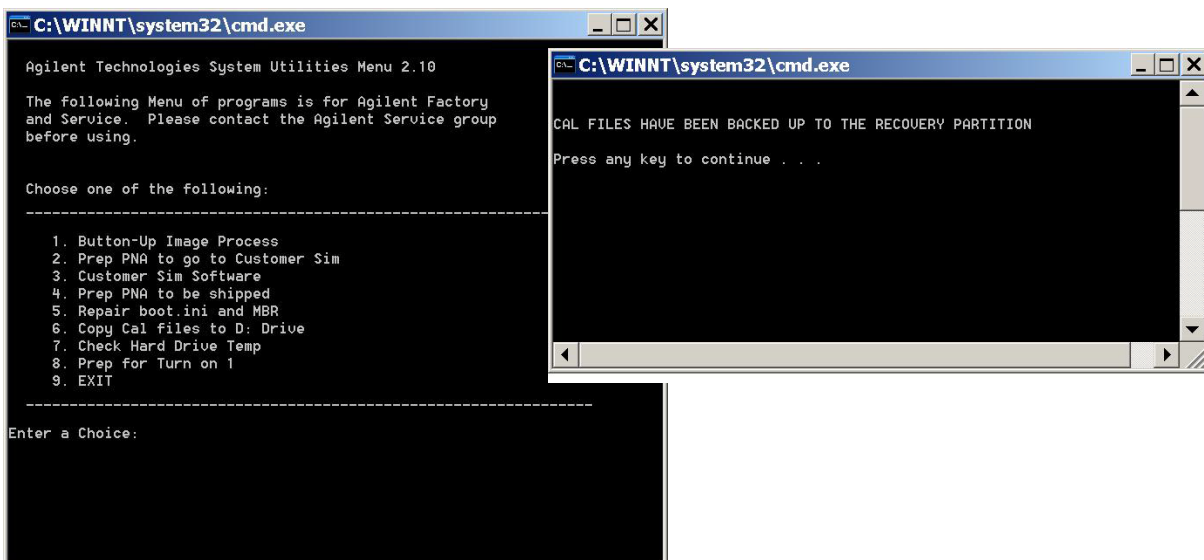 C:\WINNT\system32\cmd.exe
Agilent Technologies System Utilities Menu 2.10
The following Menu of programs is for Agilent Factory
and Service.  Please contact the Agilent Service group
before using.
Choose one of the following:
1. Button-Up Image Process
2. Prep PNA to go to Customer Sim
3. Customer Sim Software
4. Prep PNA to be shipped
5. Repair boot.ini and MBR
6. Copy Cal files to D: Drive
7. Check Hard Drive Temp
8. Prep for Turn on 1
9. EXIT
Enter a Choice:
C:\WINNT\system32\cmd.exe
CAL FILES HAVE BEEN BACKED UP TO THE RECOVERY PARTITION
Press any key to continue . . .